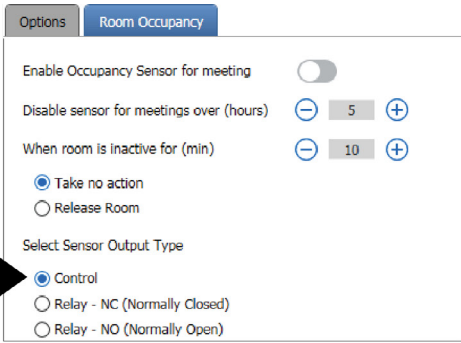 Options Room Occupancy
Enable Occupancy Sensor for meeting
Disable sensor for meetings over (hours) 5
When room is inactive for (min) 10
Take no action
Release Room
Select Sensor Output Type
Control
Relay - NC (Normally Closed)
Relay - NO (Normally Open)